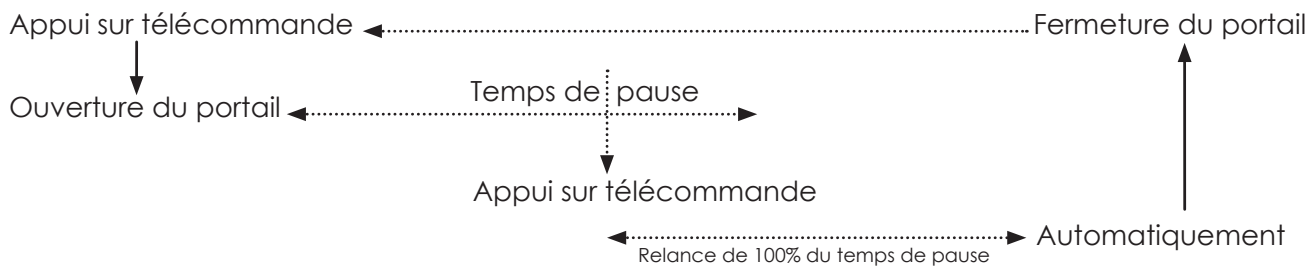 Appui sur télécommande
Fermeture du portail
Temps de pause
Ouverture du portail
Appui sur télécommande
Automatiquement
Relance de 100% du temps de pause